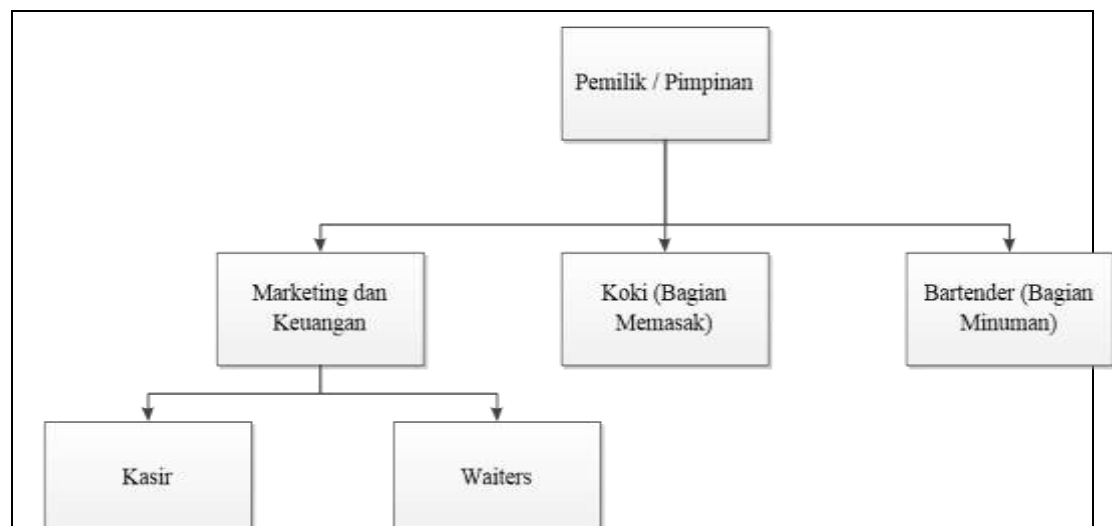 Pemilik / Pimpinan
Marketing dan
Keuangan
Koki (Bagian
Memasak)
Bartender (Bagian
Minuman)
Kasir
Waiters